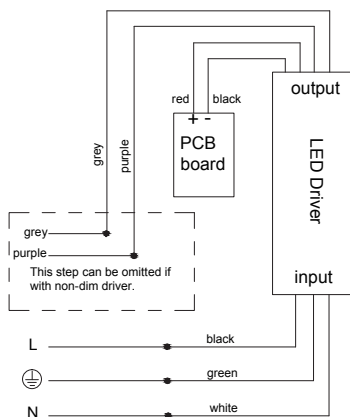 output
red
black
+ -
PCB
board
LED Driver
grey
purple
grey
purple
This step can be omitted if
with non-dim driver.
input
L
black
green
N
white